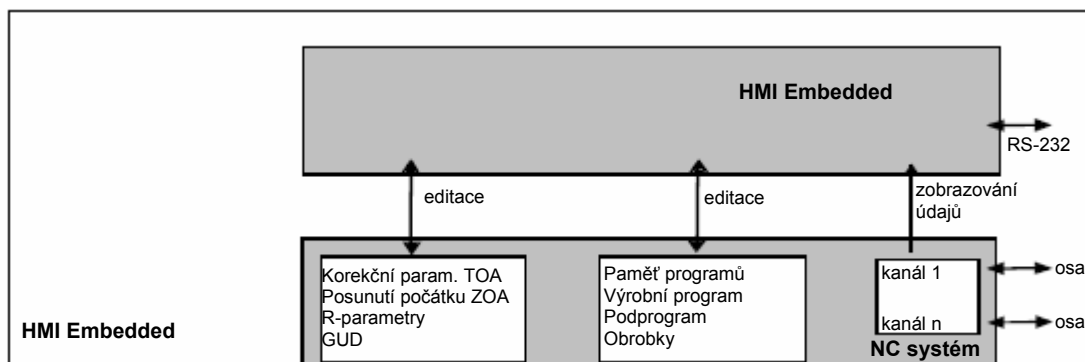 HMI Embedded
RS-232
editace
editace
zobrazování
údajů
Korekční param. TOA
Posunutí počátku ZOA
R-parametry
GUD
Paměť programů
Výrobní program
Podprogram
Obrobky
kanál 1
kanál n
osa
osa
NC systém
HMI Embedded